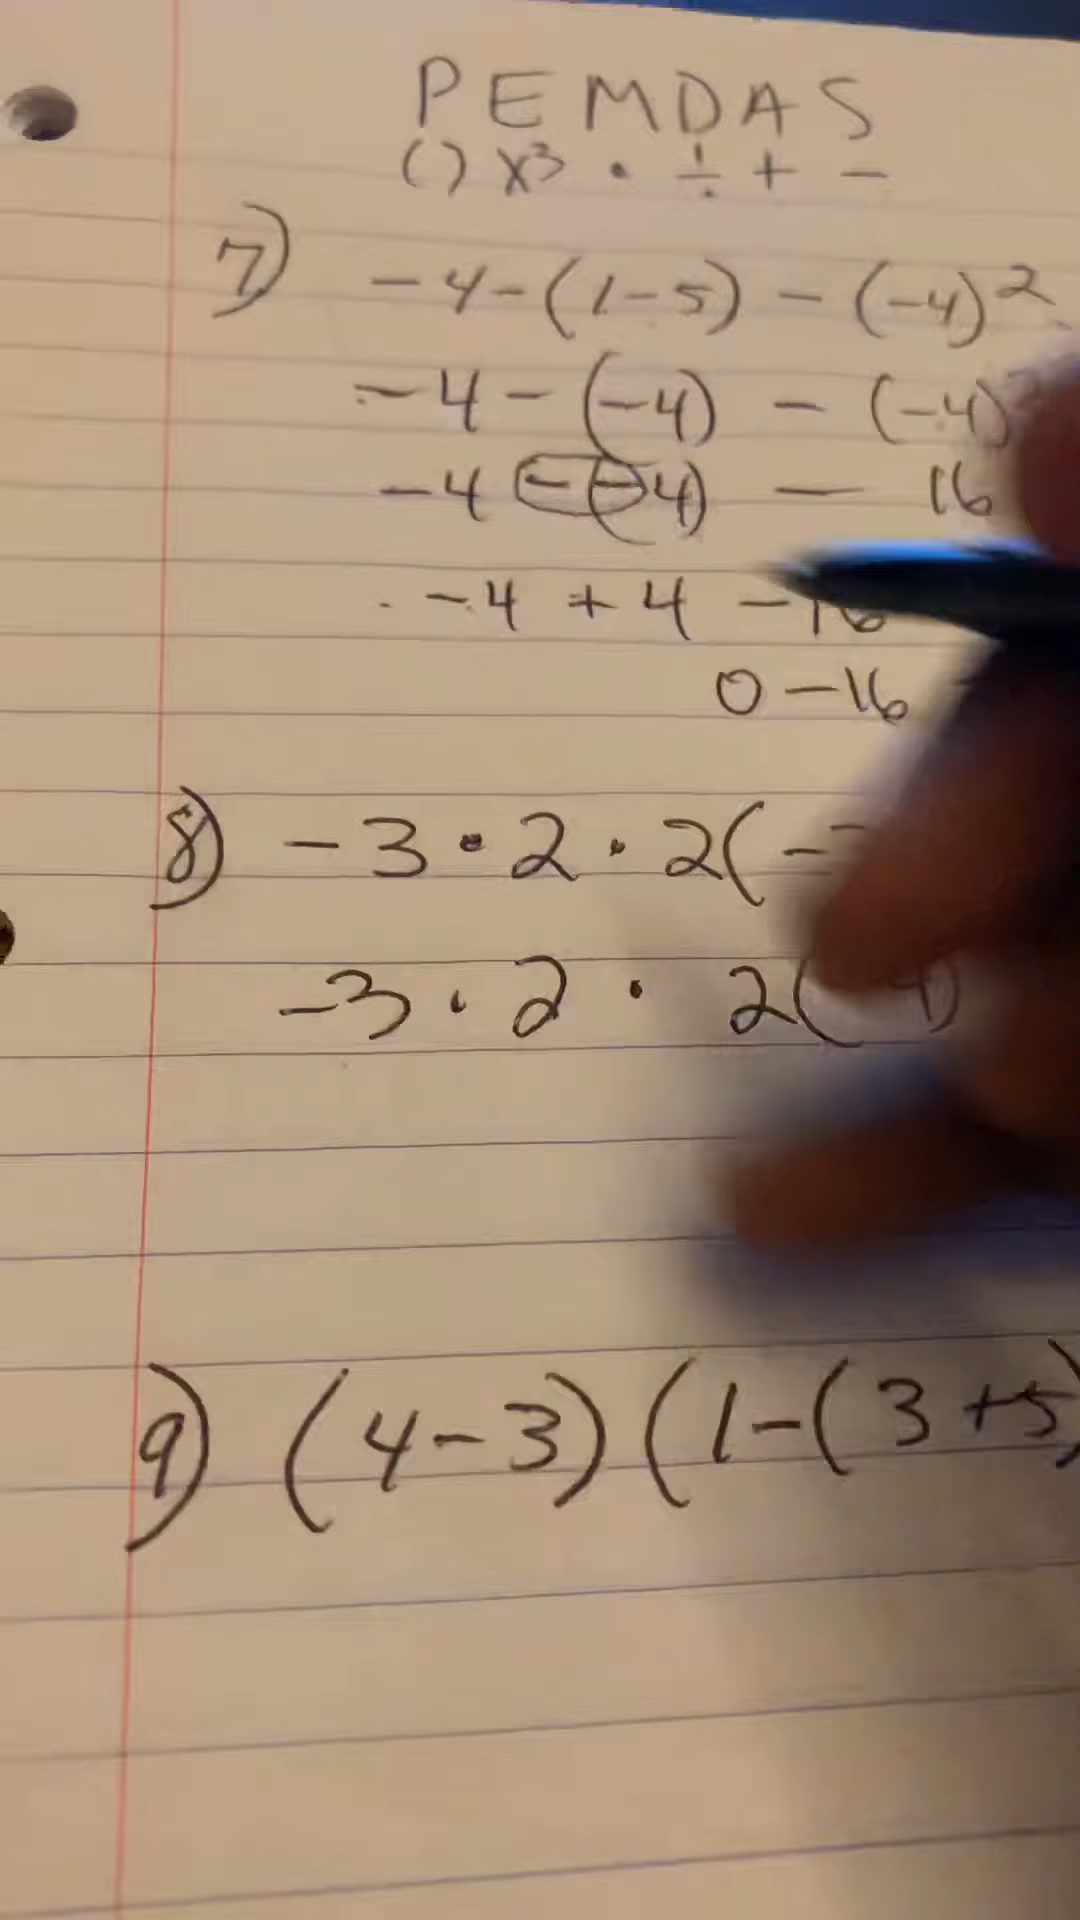 PEMDAS
() x³ · ÷ + −
7) -4-(1-5) - (-4)²
-4-(-4) - (-4)
-4 -(-4) - 16
-4 + 4 -16
0-16
8) -3 · 2 · 2(-
-3 · 2 · 2(
9) (4-3)(1-(3+5)